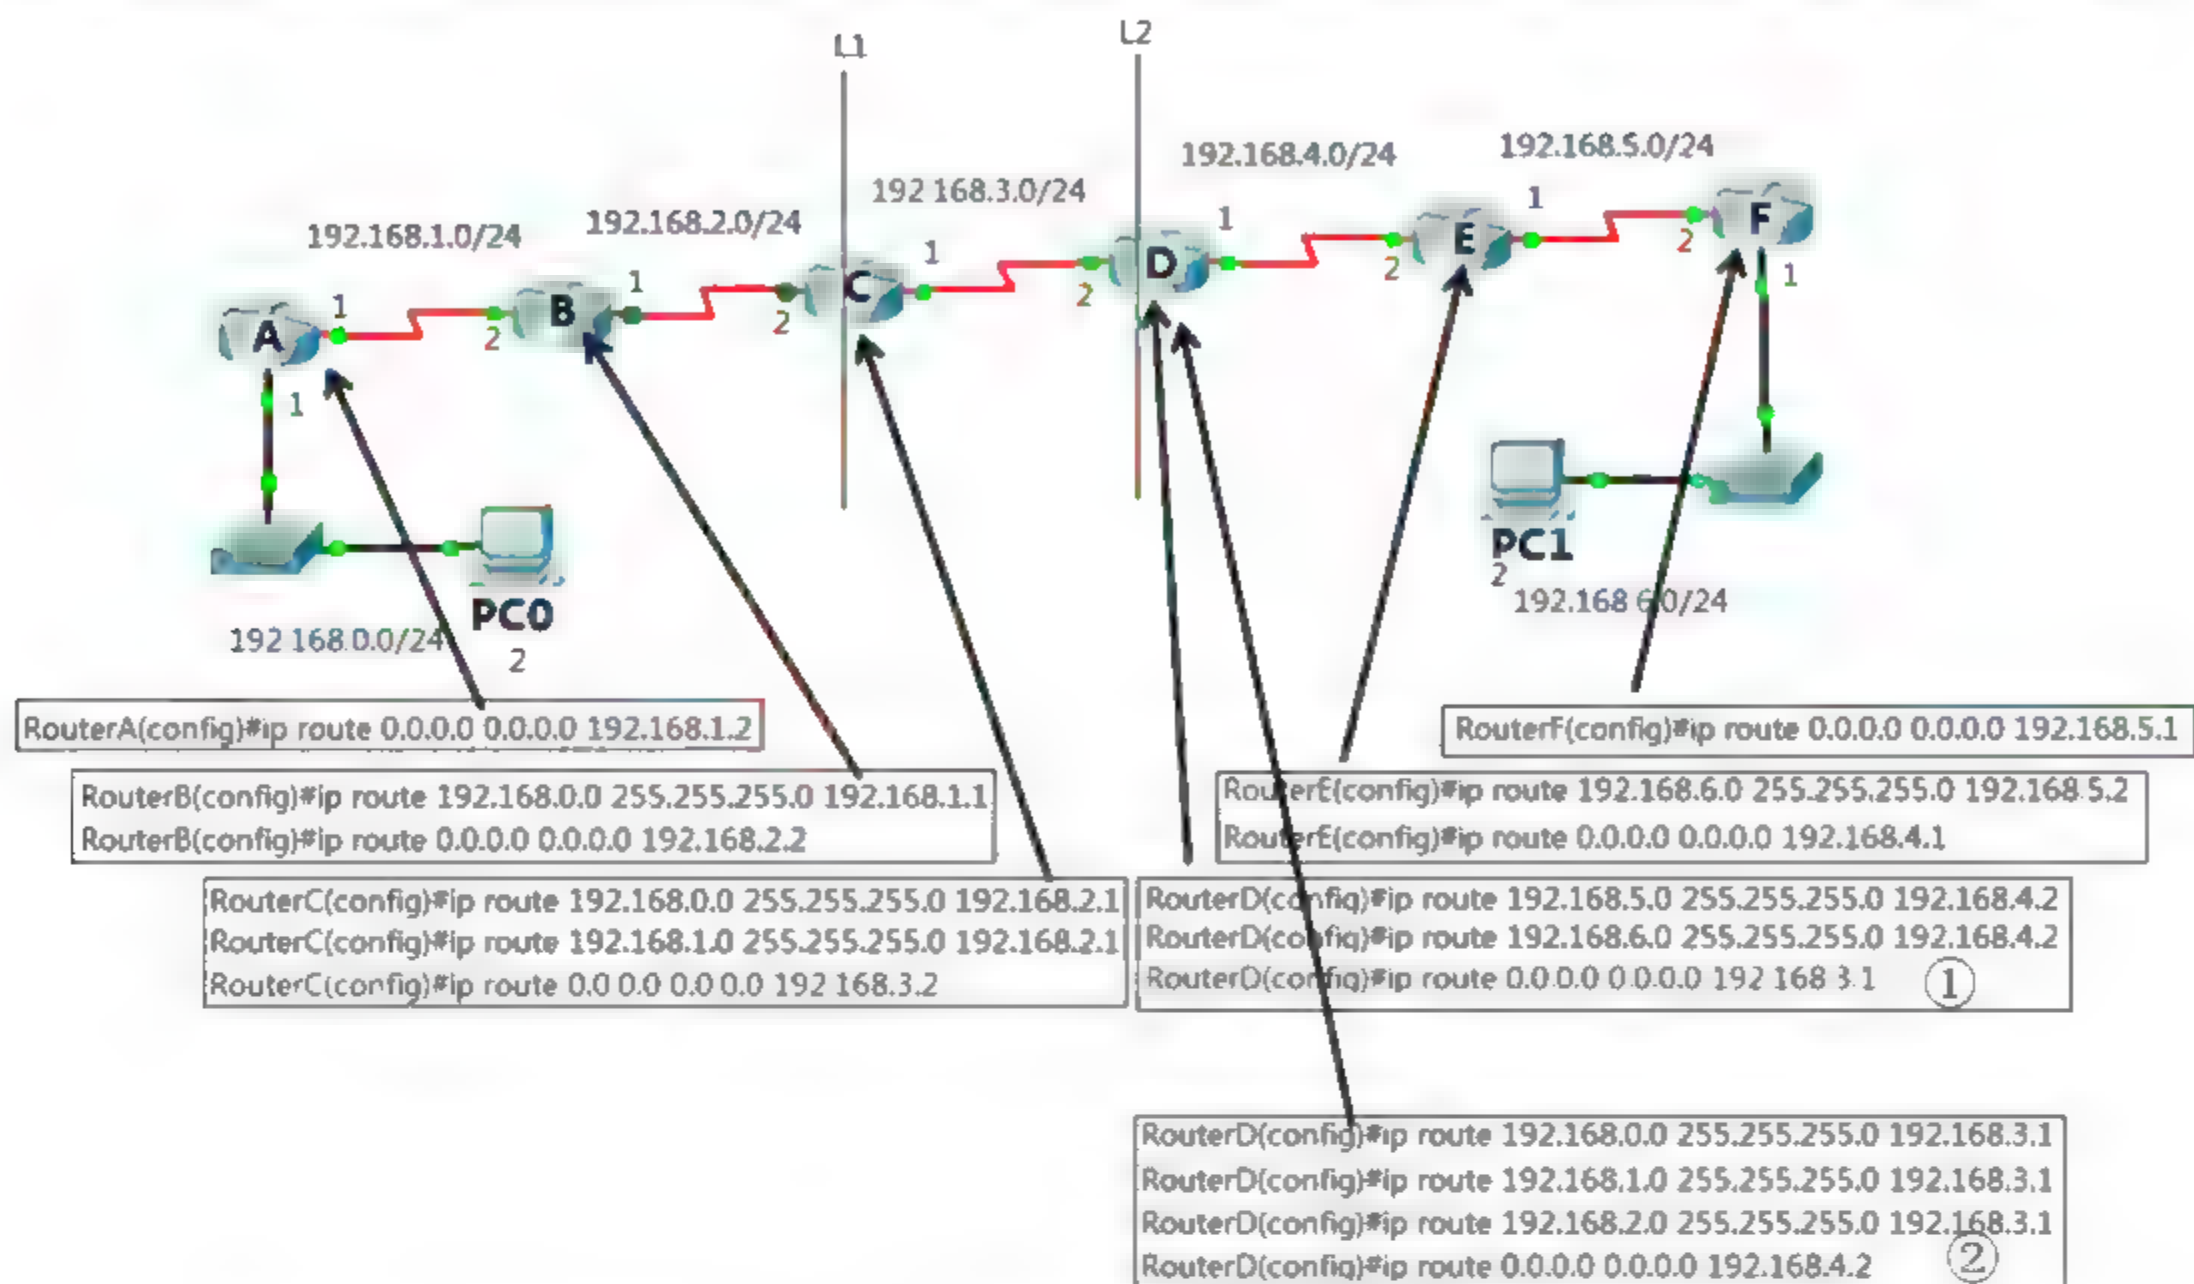 L1
L2
192.168.4.0/24
192.168.5.0/24
192 168.3.0/24
192.168.2.0/24
192.168.1.0/24
A
B
C
D
E
F
1
2
1
2
1
2
1
2
1
2
1
1
PC0
2
192 168.0.0/24
PC1
2
192.168 6.0/24
RouterA(config)#ip route 0.0.0.0 0.0.0.0 192.168.1.2
RouterF(config)#ip route 0.0.0.0 0.0.0.0 192.168.5.1
RouterB(config)#ip route 192.168.0.0 255.255.255.0 192.168.1.1
RouterB(config)#ip route 0.0.0.0 0.0.0.0 192.168.2.2
RouterE(config)#ip route 192.168.6.0 255.255.255.0 192.168.5.2
RouterE(config)#ip route 0.0.0.0 0.0.0.0 192.168.4.1
RouterC(config)#ip route 192.168.0.0 255.255.255.0 192.168.2.1
RouterC(config)#ip route 192.168.1.0 255.255.255.0 192.168.2.1
RouterC(config)#ip route 0.0 0.0 0.0 0.0 192 168.3.2
RouterD(config)#ip route 192.168.5.0 255.255.255.0 192.168.4.2
RouterD(config)#ip route 192.168.6.0 255.255.255.0 192.168.4.2
RouterD(config)#ip route 0.0.0.0 0.0.0.0 192 168 3.1 ①
RouterD(config)#ip route 192.168.0.0 255.255.255.0 192.168.3.1
RouterD(config)#ip route 192.168.1.0 255.255.255.0 192.168.3.1
RouterD(config)#ip route 192.168.2.0 255.255.255.0 192.168.3.1
RouterD(config)#ip route 0.0.0.0 0.0.0.0 192.168.4.2 ②